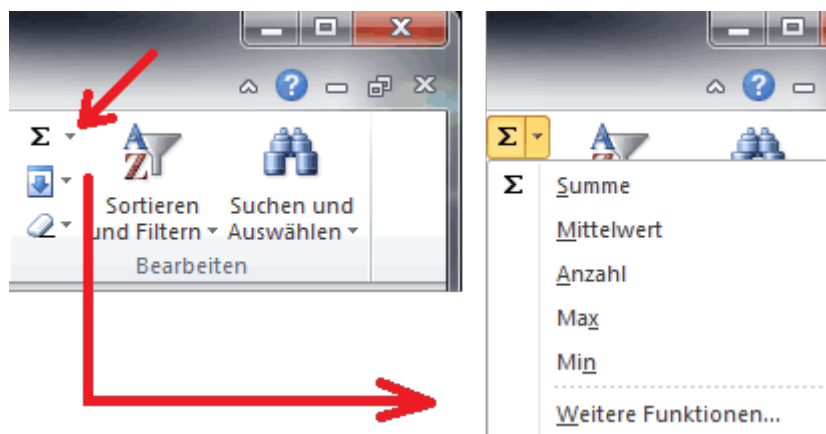 Σ
Sortieren
und Filtern
Suchen und
Auswählen
Bearbeiten
Σ
Σ Summe
Mittelwert
Anzahl
Max
Min
Weitere Funktionen...